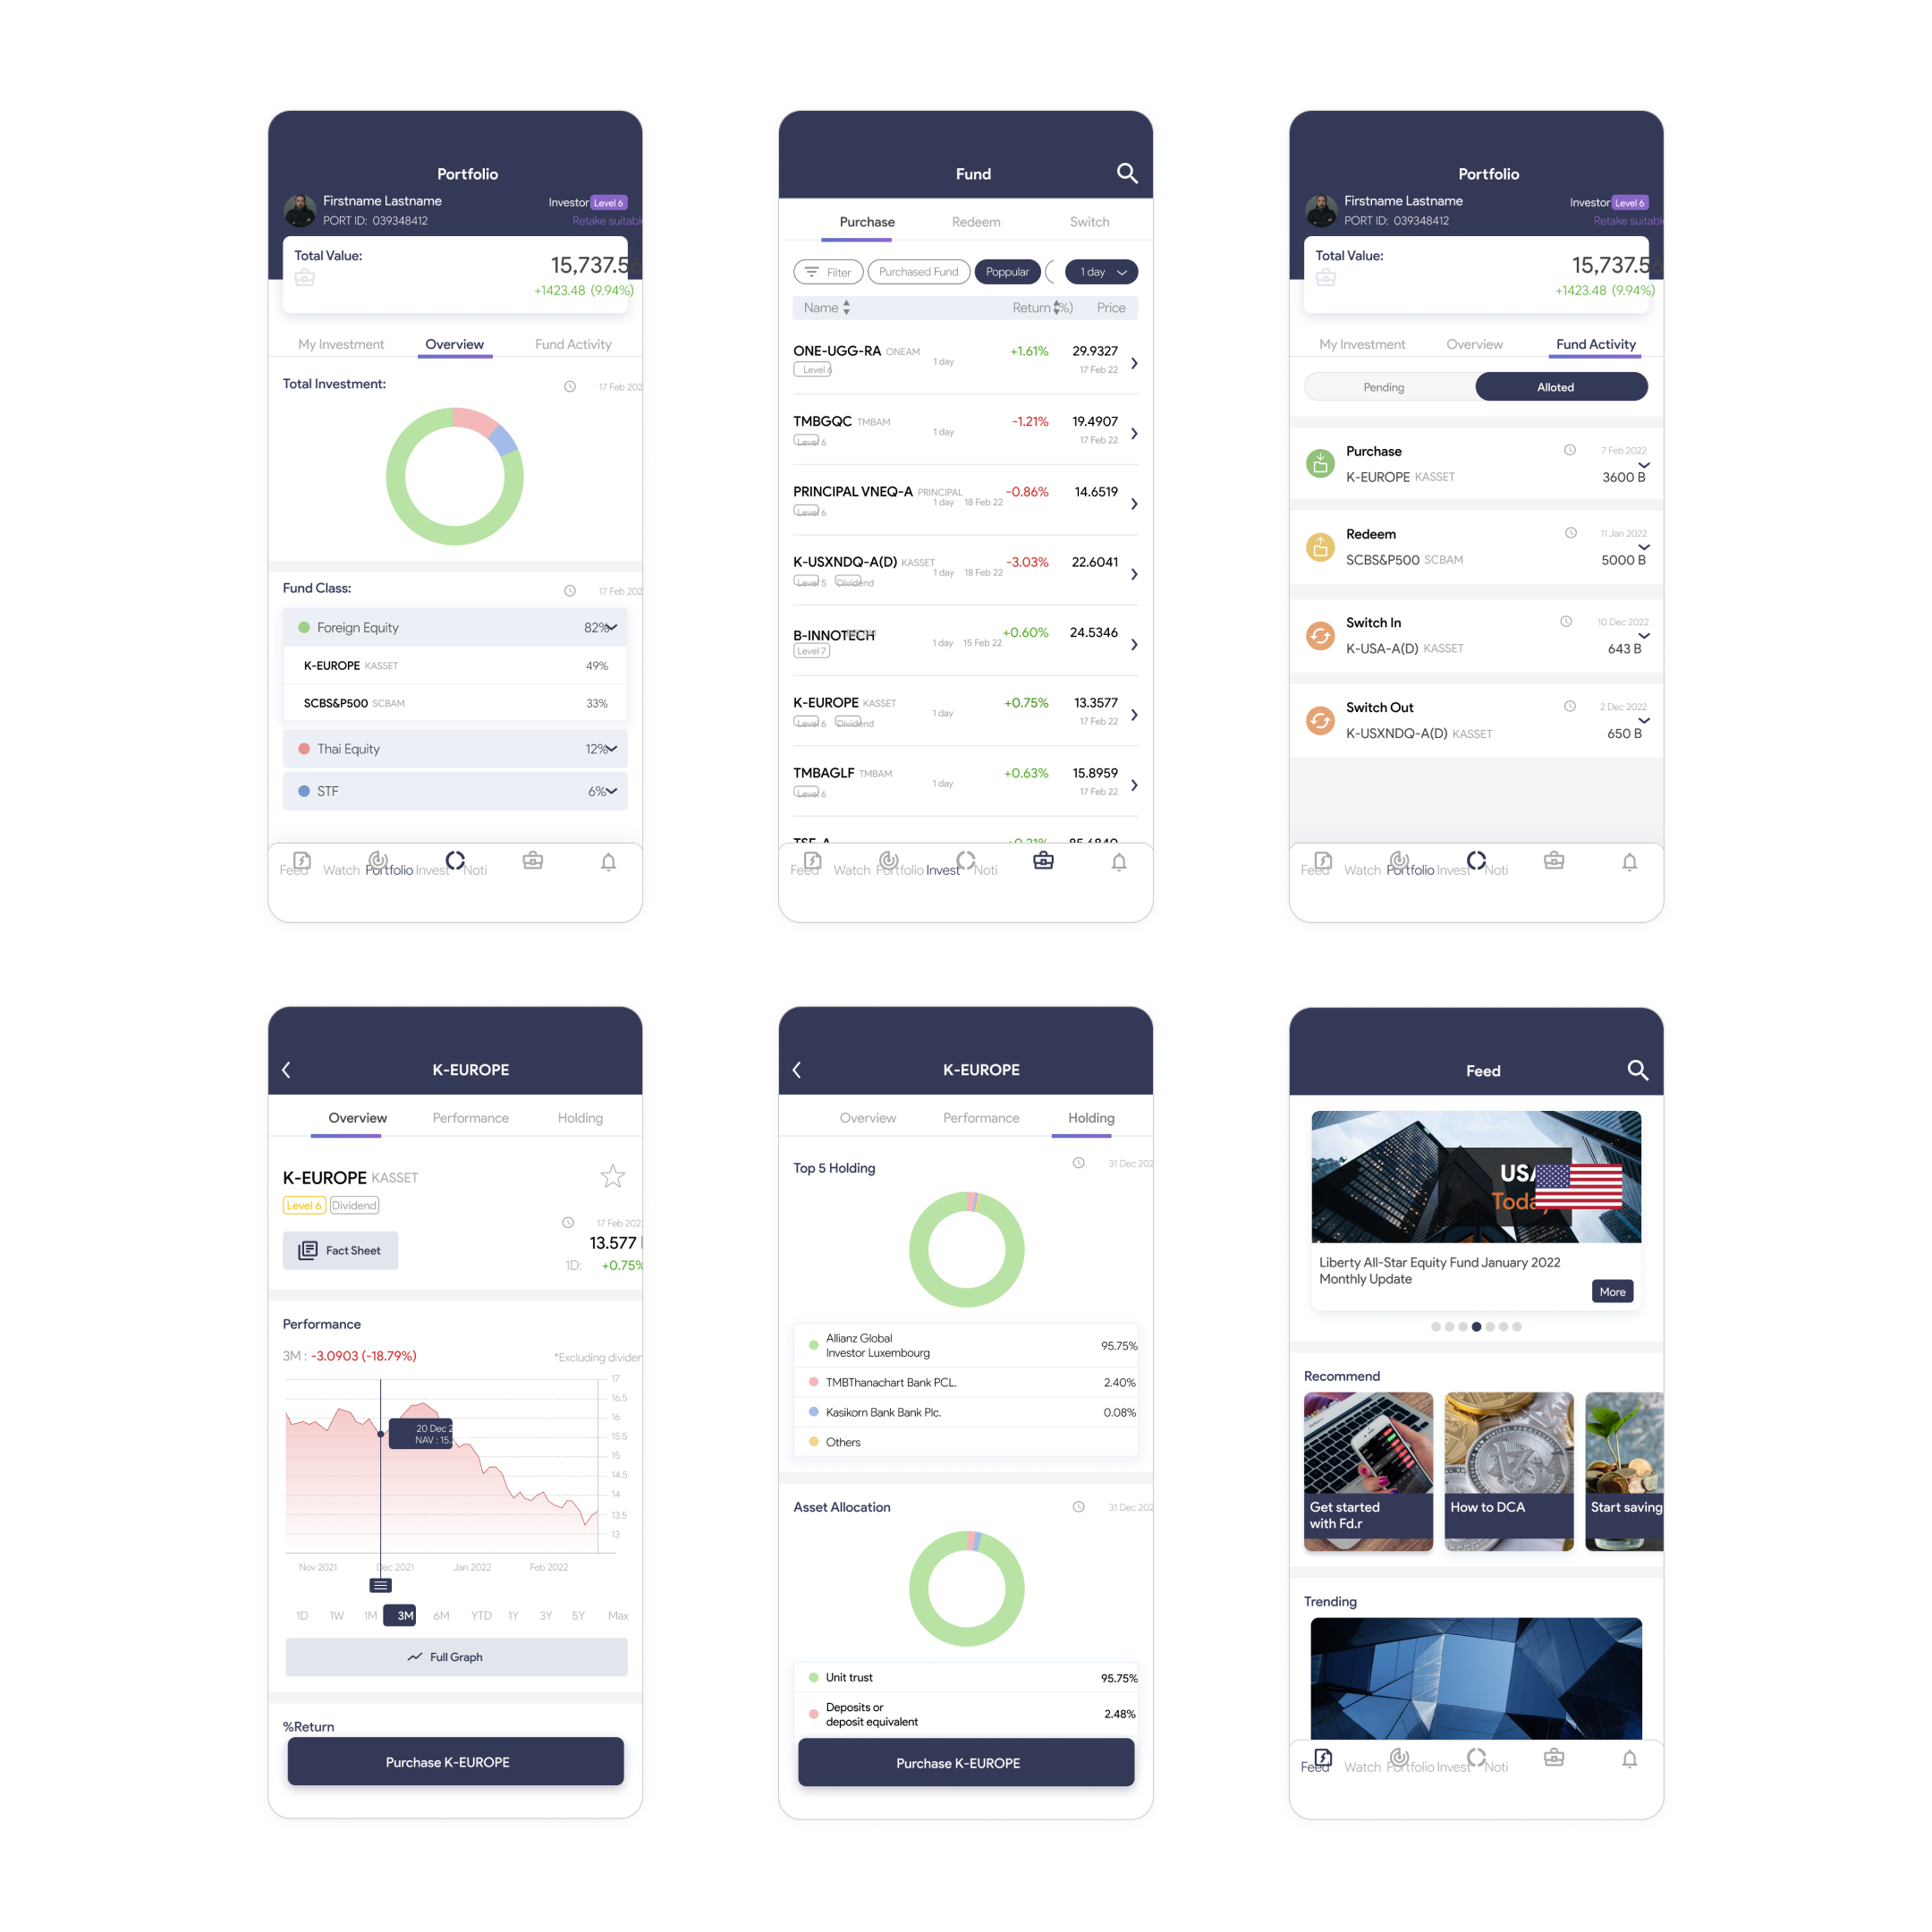 Portfolio
Firstname Lastname
Investor Level 6
PORT ID: 039348412
Retake suitabl
Total Value:
15,737.56
+1423.48 (9.94%)
My Investment Overview Fund Activity
Total Investment:
17 Feb 202
Fund Class:
17 Feb 202
Foreign Equity 82%
K-EUROPE KASSET 49%
SCBS&P500 SCBAM 33%
Thai Equity 12%
STF 6%
Feed Watch Portfolio Invest Noti
Fund
Purchase Redeem Switch
Filter Purchased Fund Poppular 1 day
Name Return (%) Price
ONE-UGG-RA ONEAM 1 day +1.61% 29.9327
Level 6 17 Feb 22
TMBGQC TMBAM 1 day -1.21% 19.4907
Level 6 17 Feb 22
PRINCIPAL VNEQ-A PRINCIPAL -0.86% 14.6519
1 day 18 Feb 22
Level 6
K-USXNDQ-A(D) KASSET -3.03% 22.6041
1 day 18 Feb 22
Level 5 Dividend
B-INNOTECH +0.60% 24.5346
1 day 15 Feb 22
Level 7
K-EUROPE KASSET 1 day +0.75% 13.3577
Level 6 Dividend 17 Feb 22
TMBAGLF TMBAM 1 day +0.63% 15.8959
Level 6 17 Feb 22
Feed Watch Portfolio Invest Noti
Portfolio
Firstname Lastname
Investor Level 6
PORT ID: 039348412
Retake suitabl
Total Value:
15,737.56
+1423.48 (9.94%)
My Investment Overview Fund Activity
Pending Alloted
Purchase 7 Feb 2022
K-EUROPE KASSET 3600 B
Redeem 11 Jan 2022
SCBS&P500 SCBAM 5000 B
Switch In 10 Dec 2022
K-USA-A(D) KASSET 643 B
Switch Out 2 Dec 2022
K-USXNDQ-A(D) KASSET 650 B
Feed Watch Portfolio Invest Noti
K-EUROPE
Overview Performance Holding
K-EUROPE KASSET
Level 6 Dividend
17 Feb 202
Fact Sheet
13.577
1D: +0.75%
Performance
3M : -3.0903 (-18.79%)
*Excluding dividen
17
16.5
16
15.5
15
14.5
14
13.5
13
20 Dec 2
NAV : 15.
Nov 2021 Dec 2021 Jan 2022 Feb 2022
1D 1W 1M 3M 6M YTD 1Y 3Y 5Y Max
Full Graph
%Return
Purchase K-EUROPE
K-EUROPE
Overview Performance Holding
Top 5 Holding
31 Dec 202
Allianz Global
Investor Luxembourg 95.75%
TMBThanachart Bank PCL. 2.40%
Kasikorn Bank Bank Plc. 0.08%
Others
Asset Allocation
31 Dec 202
Unit trust 95.75%
Deposits or
deposit equivalent 2.48%
Purchase K-EUROPE
Feed
USA
Today
Liberty All-Star Equity Fund January 2022
Monthly Update
More
Recommend
Get started
with Fd.r
How to DCA
Start saving
Trending
Feed Watch Portfolio Invest Noti